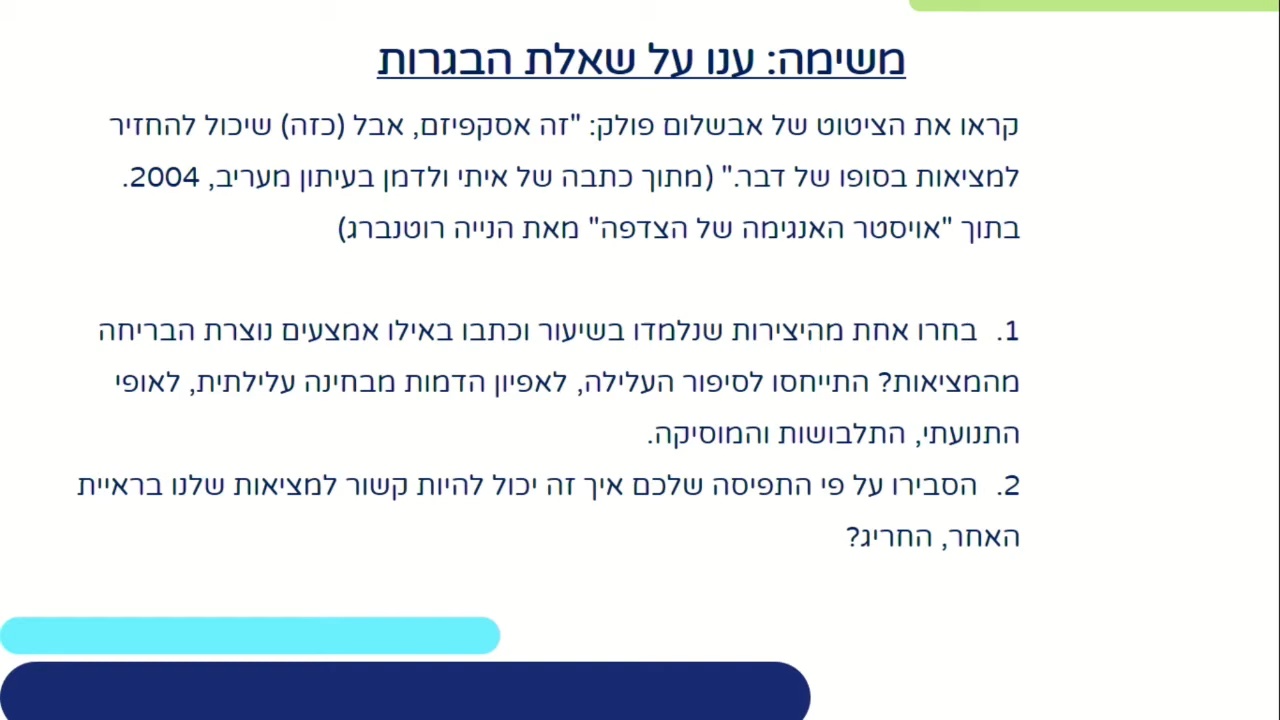 משימה: ענו על שאלת הבגרות
קראו את הציטוט של אבשלום פולק: "זה אסקפיזם, אבל (כזה) שיכול להחזיר
למציאות בסופו של דבר." (מתוך כתבה של איתי ולדמן בעיתון מעריב, 2004.
בתוך "אויסטר האנגימה של הצדפה" מאת הנייה רוטנברג)
1. בחרו אחת מהיצירות שנלמדו בשיעור וכתבו באילו אמצעים נוצרת הבריחה
מהמציאות? התייחסו לסיפור העלילה, לאפיון הדמות מבחינה עלילתית, לאופי
התנועתי, התלבושות והמוסיקה.
2. הסבירו על פי התפיסה שלכם איך זה יכול להיות קשור למציאות שלנו בראיית
האחר, החריג?